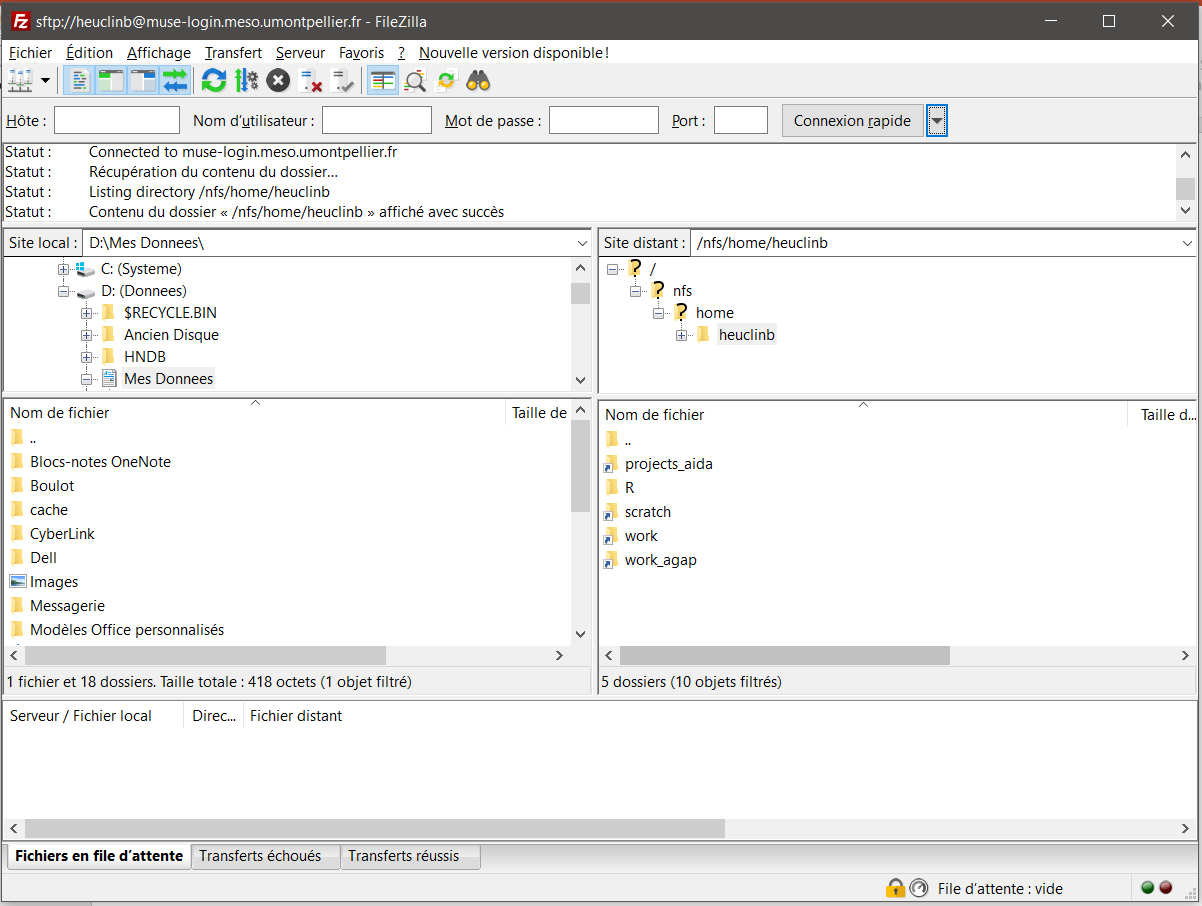 sftp://heuclinb@muse-login.meso.umontpellier.fr - FileZilla
Fichier Édition Affichage Transfert Serveur Favoris ? Nouvelle version disponible !
Hôte : Nom d'utilisateur : Mot de passe : Port : Connexion rapide
Statut : Connected to muse-login.meso.umontpellier.fr
Statut : Récupération du contenu du dossier...
Statut : Listing directory /nfs/home/heuclinb
Statut : Contenu du dossier « /nfs/home/heuclinb » affiché avec succès
Site local : D:\Mes Donnees\
C: (Systeme)
D: (Donnees)
$RECYCLE.BIN
Ancien Disque
HNDB
Mes Donnees
Site distant : /nfs/home/heuclinb
/
nfs
home
heuclinb
Nom de fichier Taille de
..
Blocs-notes OneNote
Boulot
cache
CyberLink
Dell
Images
Messagerie
Modèles Office personnalisés
1 fichier et 18 dossiers. Taille totale : 418 octets (1 objet filtré)
Nom de fichier Taille d...
..
projects_aida
R
scratch
work
work_agap
5 dossiers (10 objets filtrés)
Serveur / Fichier local Direc... Fichier distant
Fichiers en file d'attente Transferts échoués Transferts réussis
File d'attente : vide